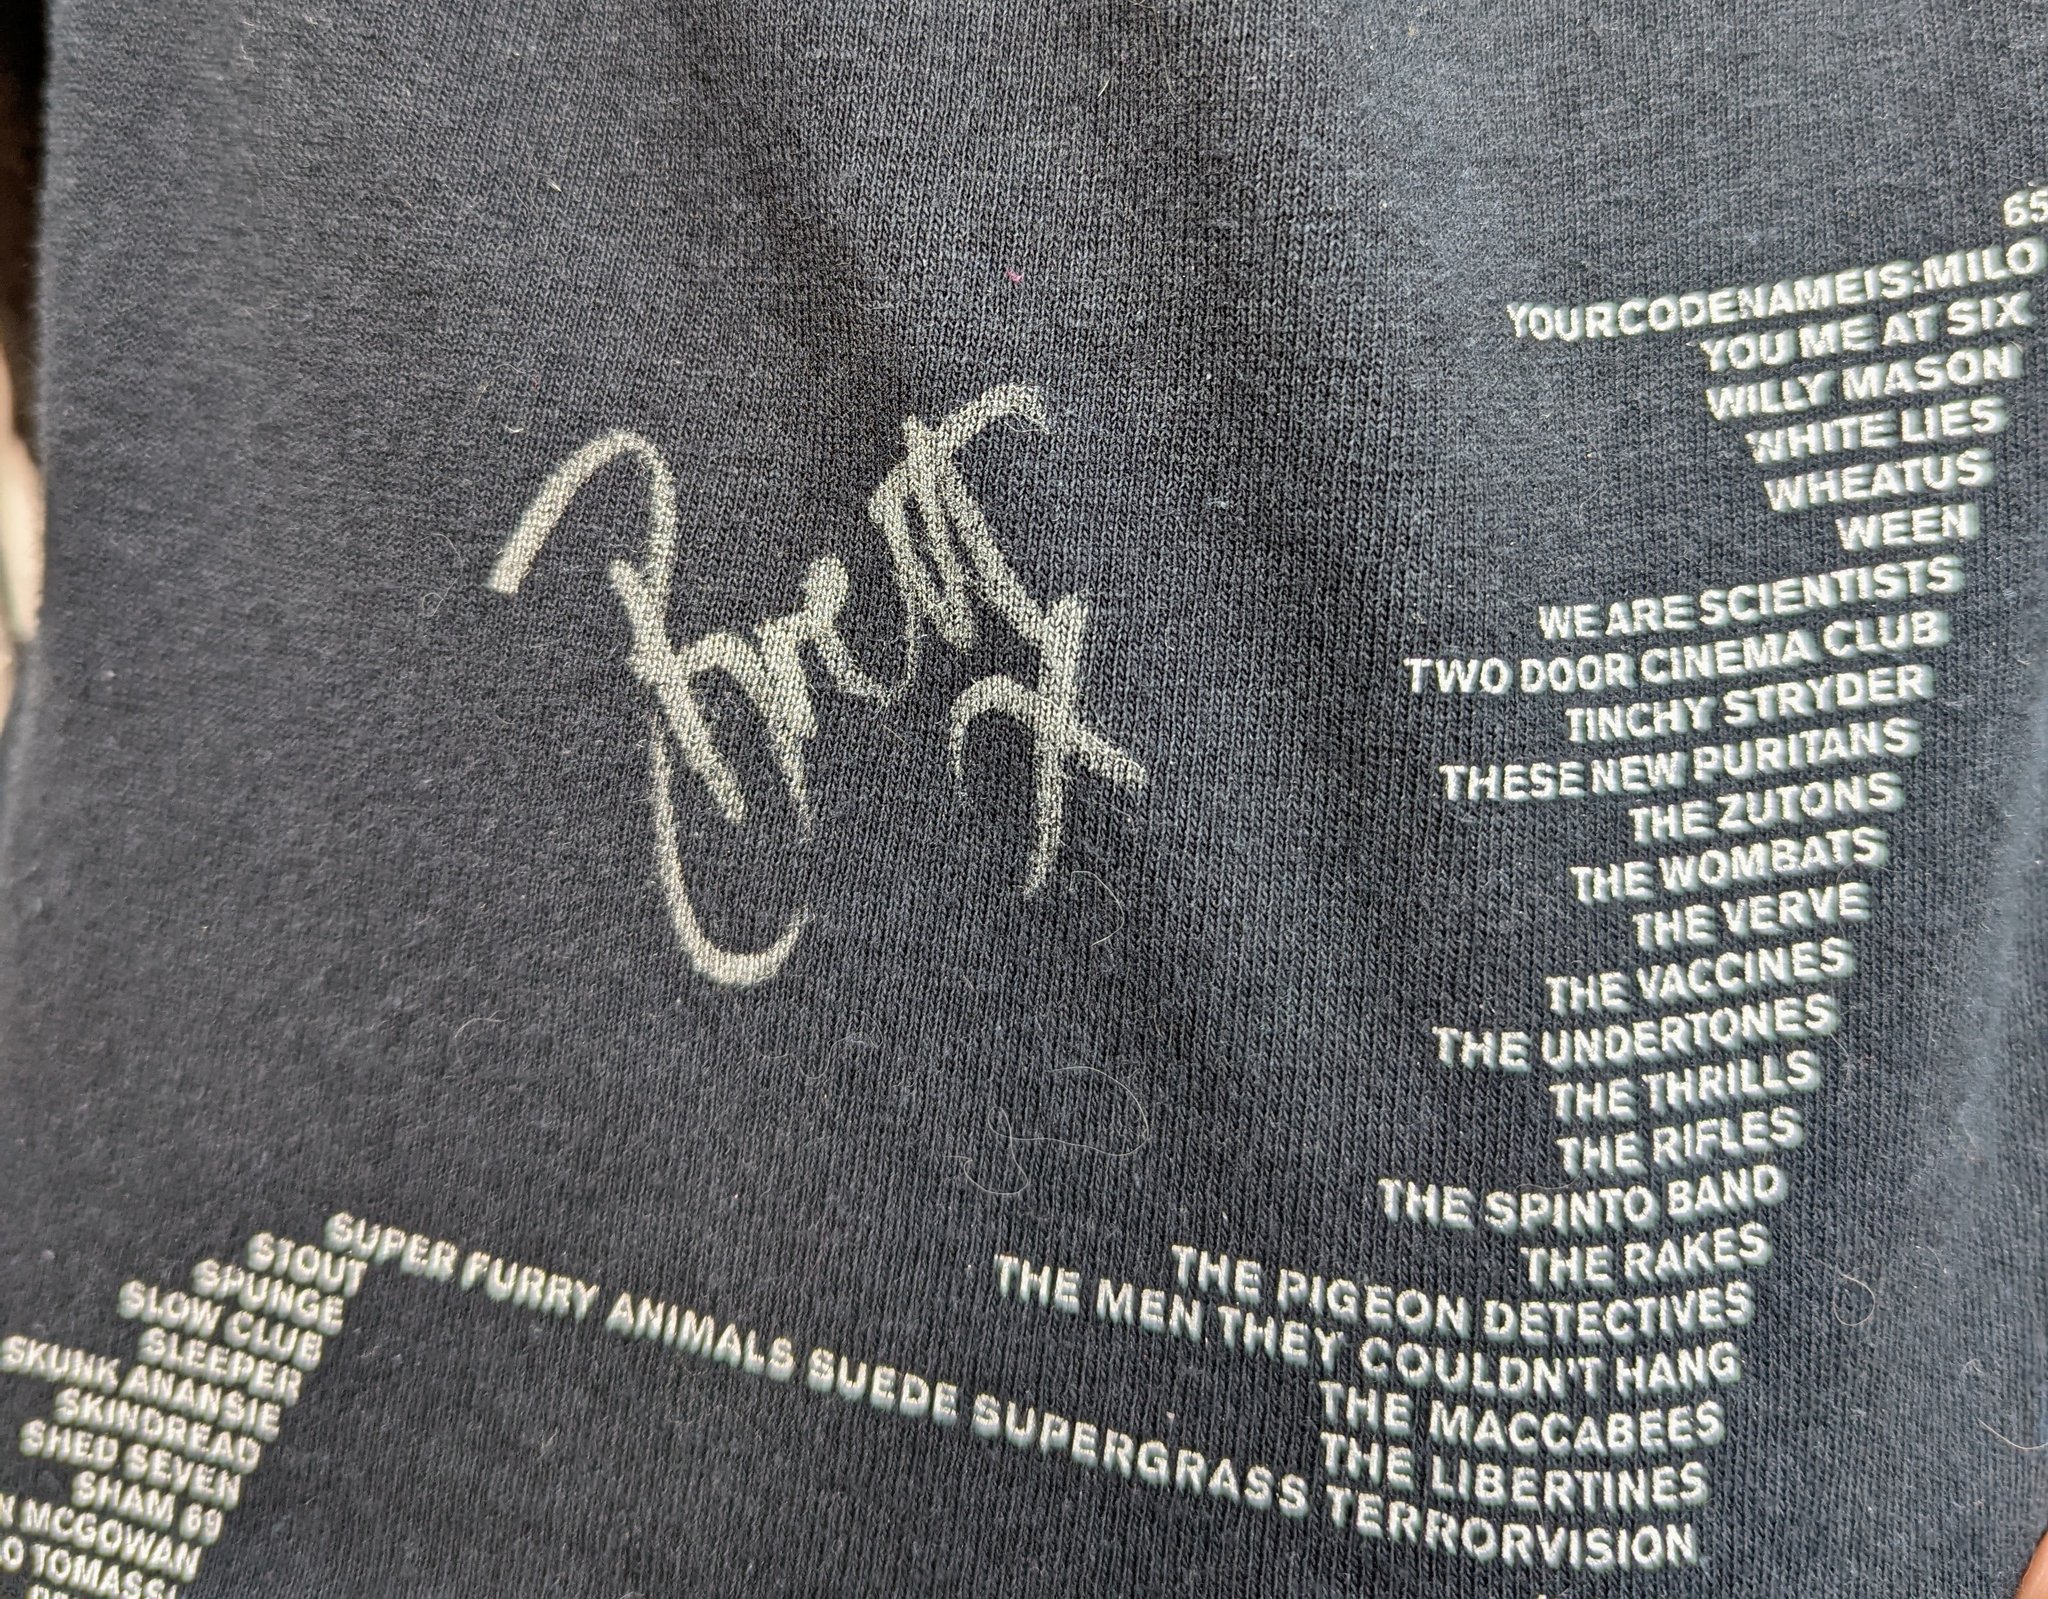 65
YOURCODENAMEIS:MILO
YOU ME AT SIX
WILLY MASON
WHITE LIES
WHEATUS
WEEN
WE ARE SCIENTISTS
TWO DOOR CINEMA CLUB
TINCHY STRYDER
THESE NEW PURITANS
THE ZUTONS
THE WOMBATS
THE VERVE
THE VACCINES
THE UNDERTONES
THE THRILLS
THE RIFLES
THE SPINTO BAND
THE RAKES
THE PIGEON DETECTIVES
THE MEN THEY COULDN'T HANG
THE MACCABEES
THE LIBERTINES
SUPER FURRY ANIMALS SUEDE SUPERGRASS TERRORVISION
STOUT
SPUNGE
SLOW CLUB
SLEEPER
SKUNK ANANSIE
SKINDREAD
SHED SEVEN
SHAM 69
N MCGOWAN
O TOMASSI